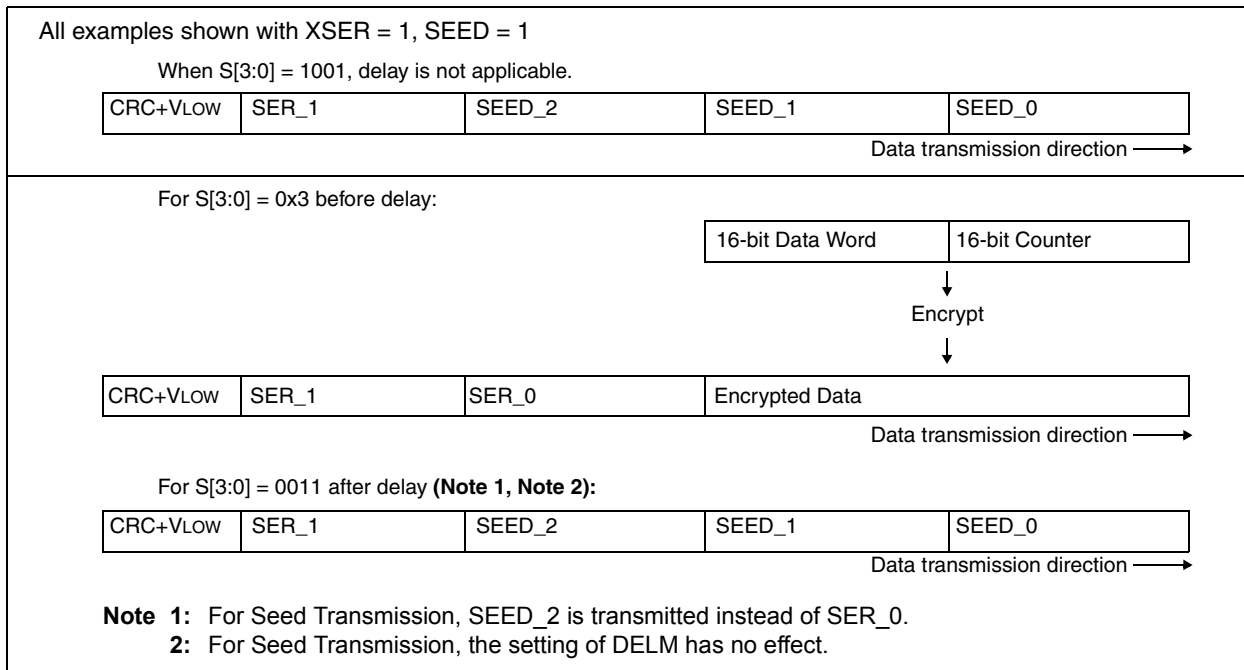 All examples shown with XSER = 1, SEED = 1
When S[3:0] = 1001, delay is not applicable.
CRC+VLOW SER_1 SEED_2 SEED_1 SEED_0
Data transmission direction
For S[3:0] = 0x3 before delay:
16-bit Data Word 16-bit Counter
Encrypt
CRC+VLOW SER_1 SER_0 Encrypted Data
Data transmission direction
For S[3:0] = 0011 after delay (Note 1, Note 2):
CRC+VLOW SER_1 SEED_2 SEED_1 SEED_0
Data transmission direction
Note 1: For Seed Transmission, SEED_2 is transmitted instead of SER_0.
2: For Seed Transmission, the setting of DELM has no effect.